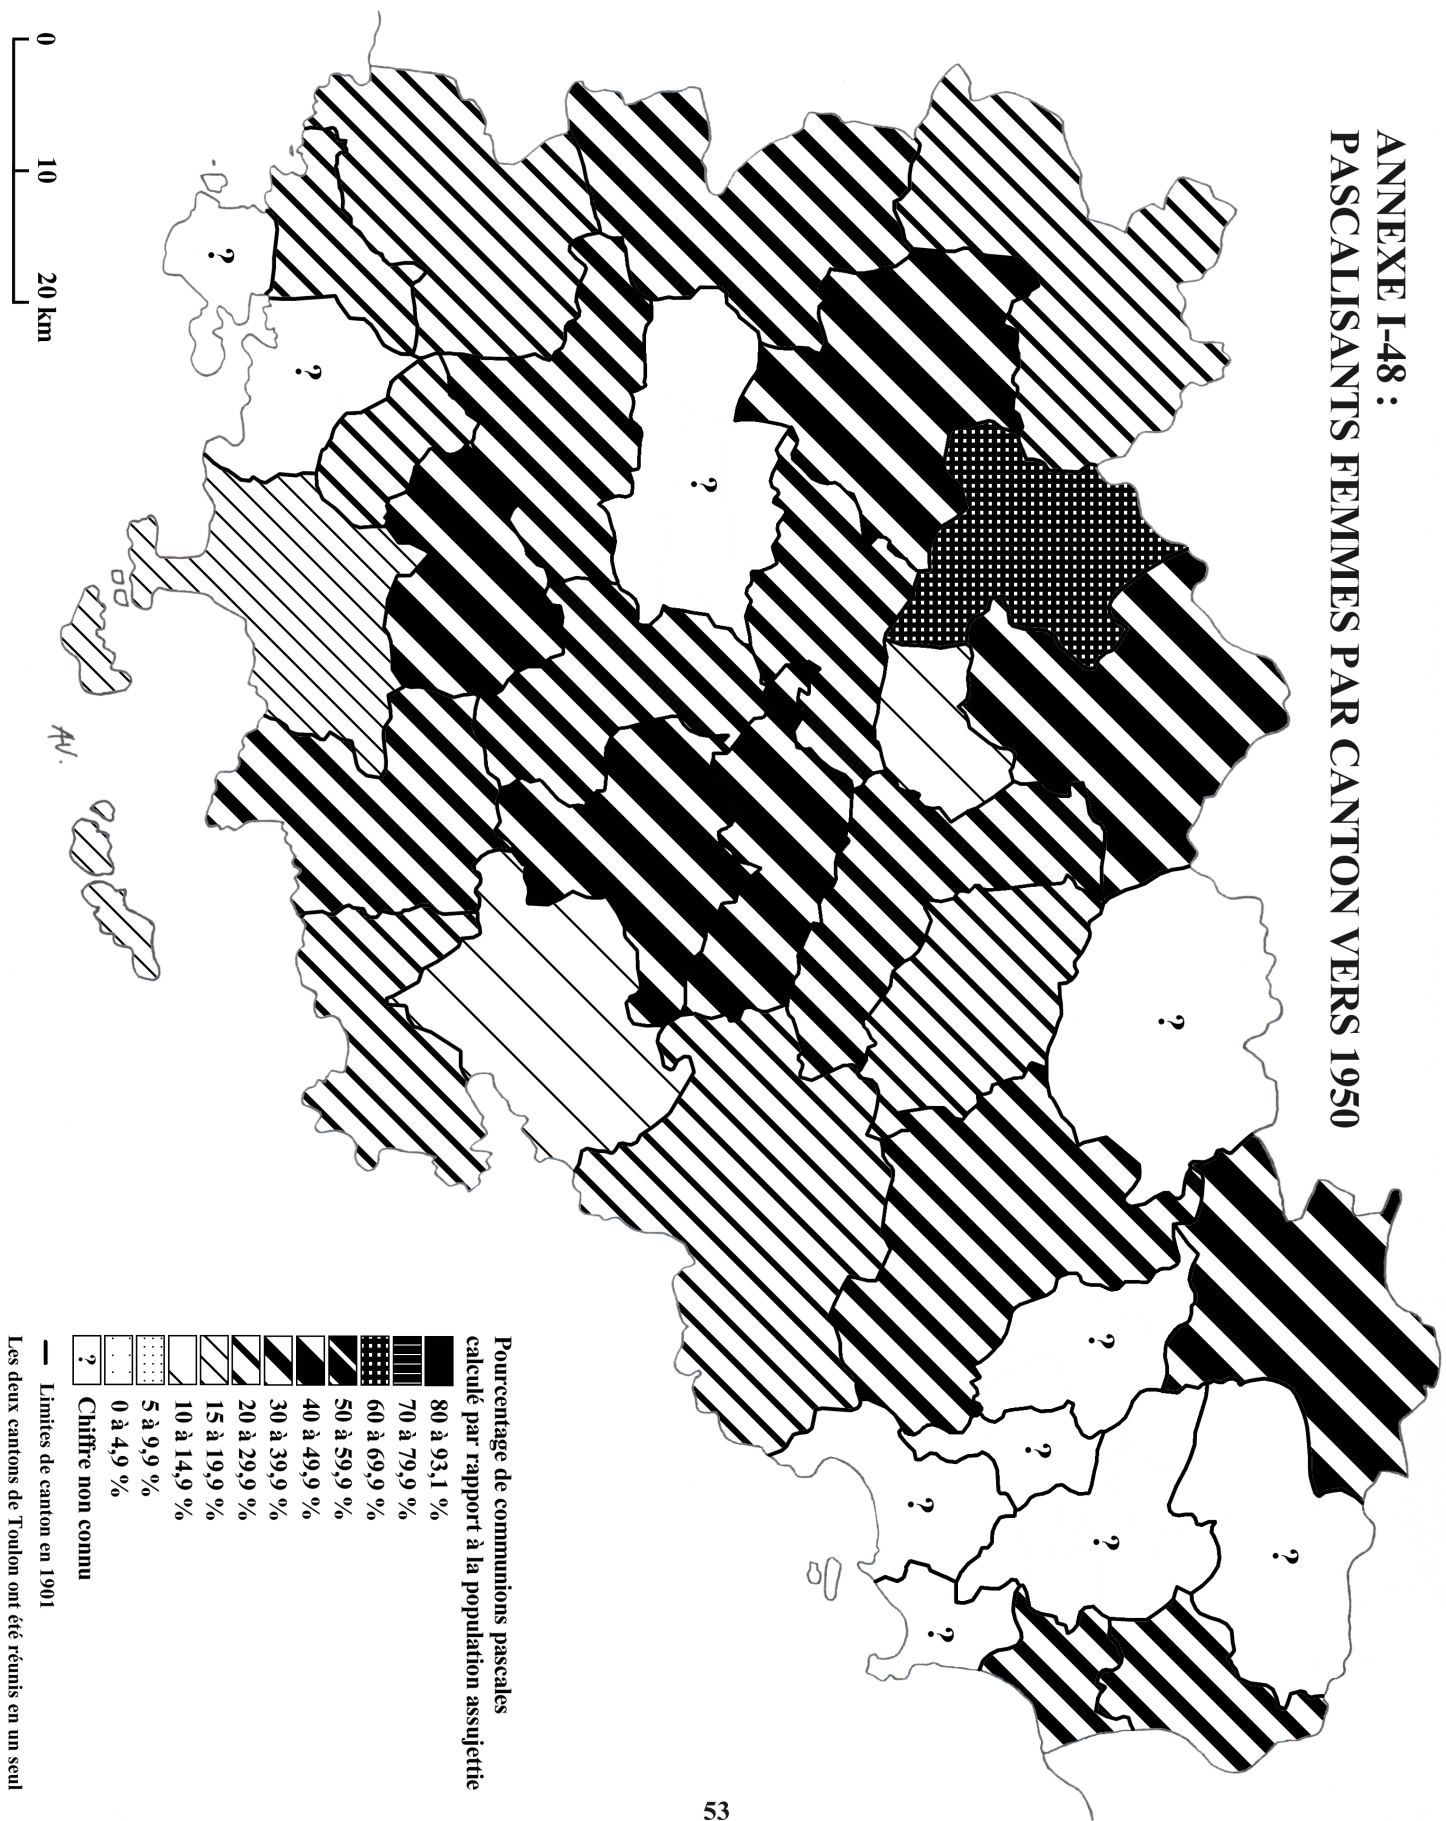 ANNEXE I-48 :
PASCALISANTS FEMMES PAR CANTON VERS 1950
?
?
?
?
?
?
?
?
?
?
Pourcentage de communions pascales
calculé par rapport à la population assujettie
80 à 93,1 %
70 à 79,9 %
60 à 69,9 %
50 à 59,9 %
40 à 49,9 %
30 à 39,9 %
20 à 29,9 %
15 à 19,9 %
10 à 14,9 %
5 à 9,9 %
0 à 4,9 %
? Chiffre non connu
Limites de canton en 1901
Les deux cantons de Toulon ont été réunis en un seul
0 10 20 km
AV.
53